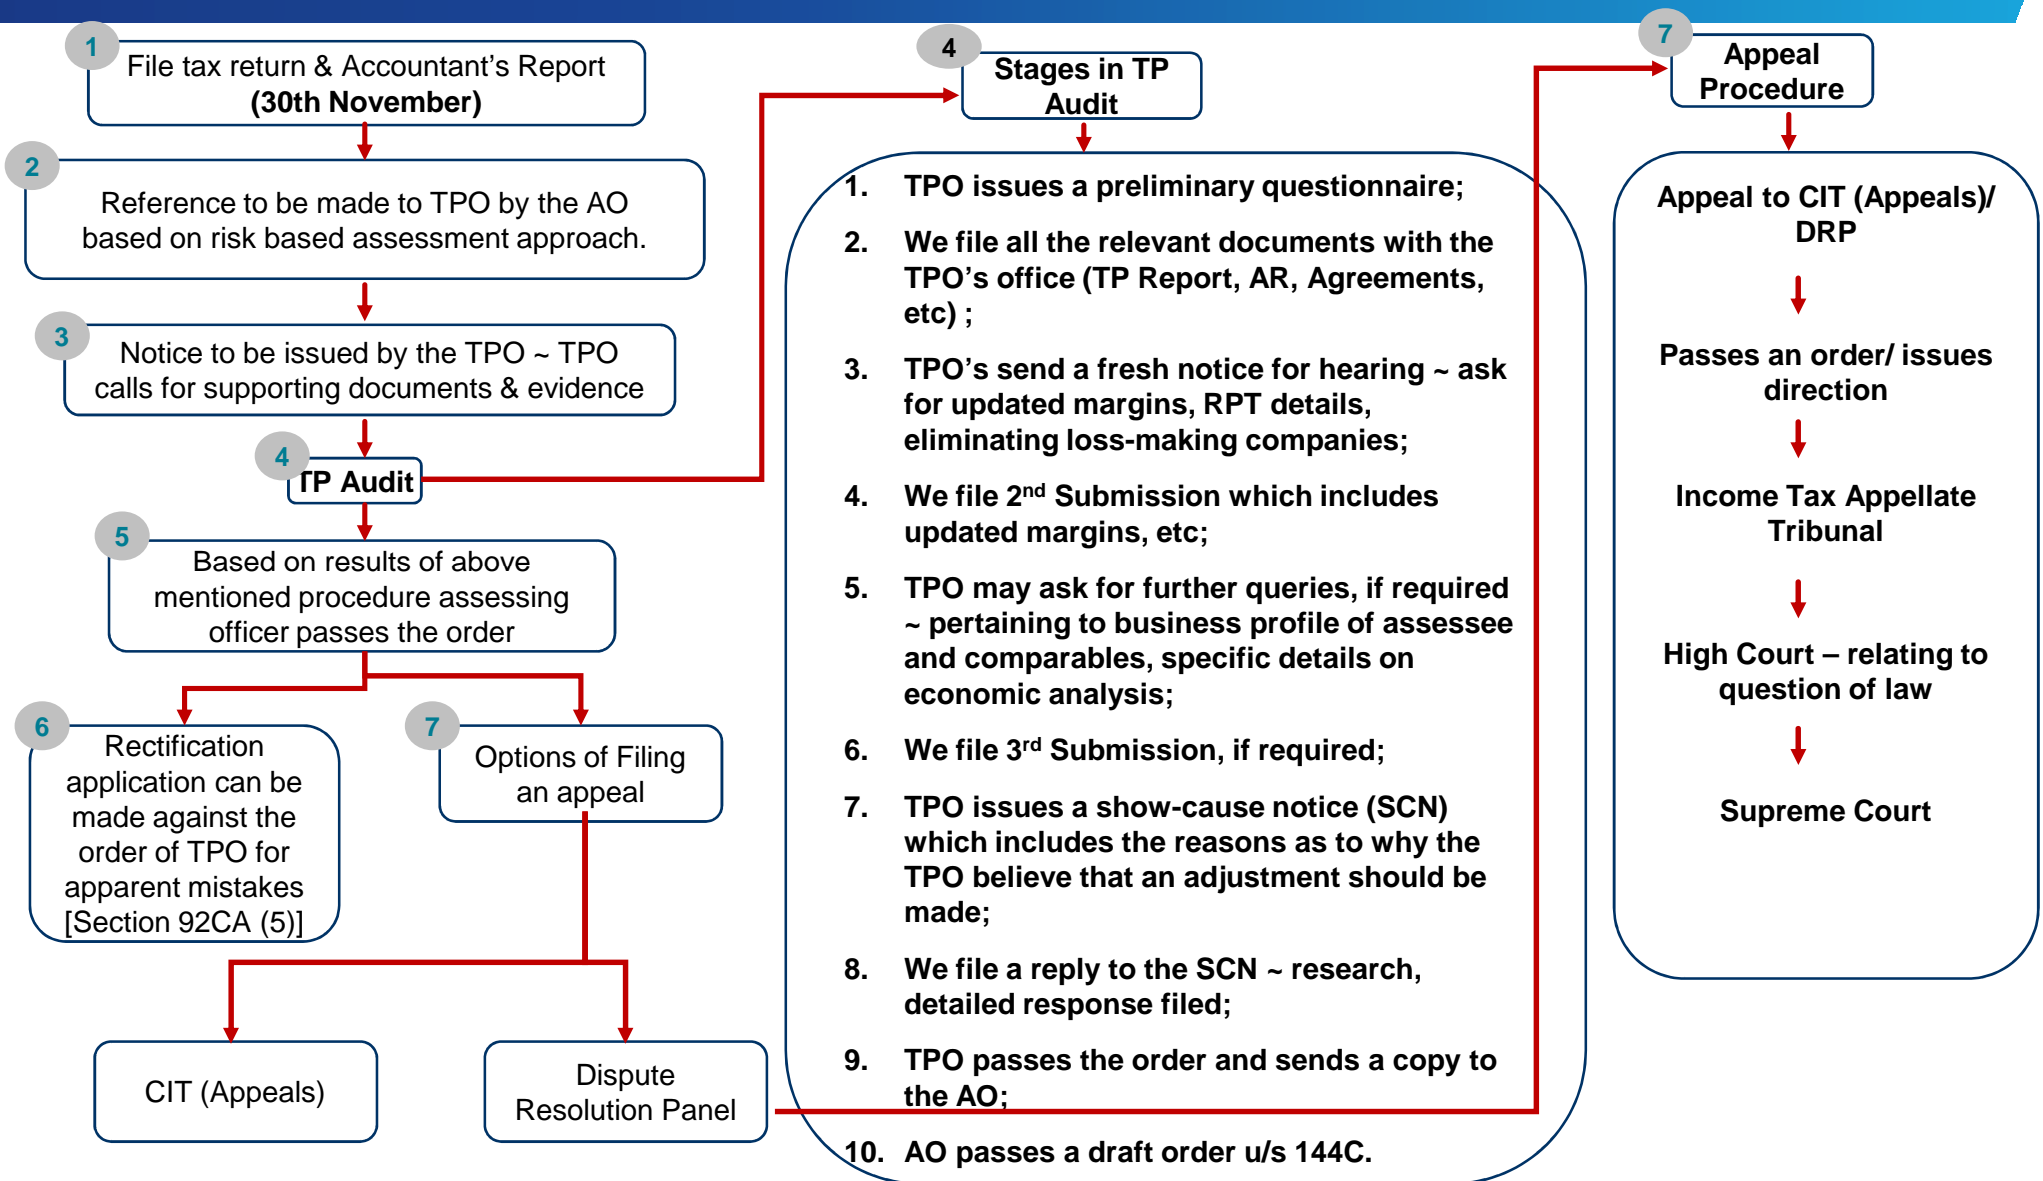 1
File tax return & Accountant's Report
(30th November)
2
Reference to be made to TPO by the AO
based on risk based assessment approach.
3
Notice to be issued by the TPO ~ TPO
calls for supporting documents & evidence
4
TP Audit
5
Based on results of above
mentioned procedure assessing
officer passes the order
6
Rectification
application can be
made against the
order of TPO for
apparent mistakes
[Section 92CA (5)]
7
Options of Filing
an appeal
CIT (Appeals)
Dispute
Resolution Panel
4
Stages in TP
Audit
1. TPO issues a preliminary questionnaire;
2. We file all the relevant documents with the
TPO's office (TP Report, AR, Agreements,
etc) ;
3. TPO's send a fresh notice for hearing ~ ask
for updated margins, RPT details,
eliminating loss-making companies;
4. We file 2nd Submission which includes
updated margins, etc;
5. TPO may ask for further queries, if required
~ pertaining to business profile of assessee
and comparables, specific details on
economic analysis;
6. We file 3rd Submission, if required;
7. TPO issues a show-cause notice (SCN)
which includes the reasons as to why the
TPO believe that an adjustment should be
made;
8. We file a reply to the SCN ~ research,
detailed response filed;
9. TPO passes the order and sends a copy to
the AO;
10. AO passes a draft order u/s 144C.
7
Appeal
Procedure
Appeal to CIT (Appeals)/
DRP
Passes an order/ issues
direction
Income Tax Appellate
Tribunal
High Court – relating to
question of law
Supreme Court